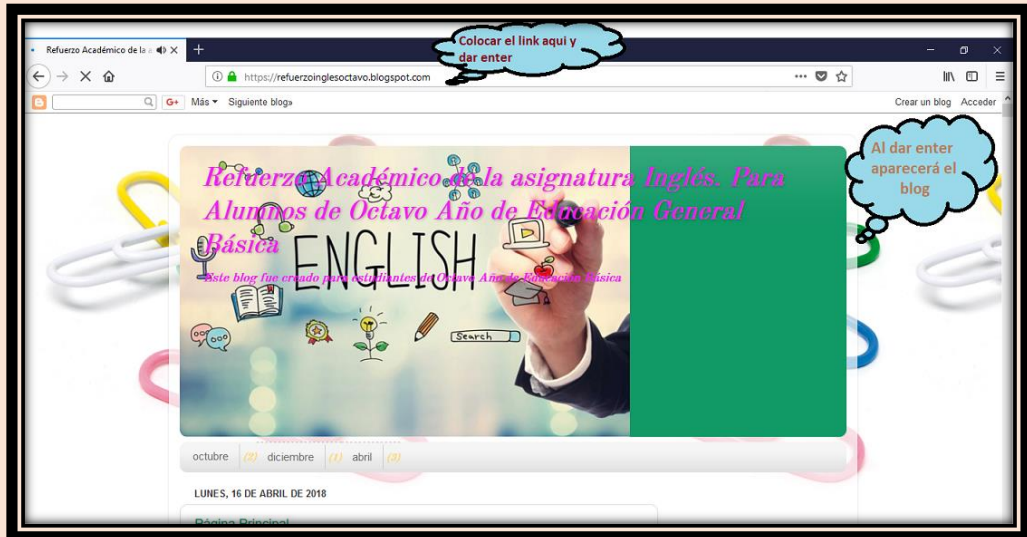 Colocar el link aqui y
dar enter
Refuerzo Académico de la a
https://refuerzoinglesoctavo.blogspot.com
G+ Más Siguiente blog»
Crear un blog Acceder
Al dar enter
aparecerá el
blog
Refuerzo Académico de la asignatura Inglés. Para
Alumnos de Octavo Año de Educación General
Básica
Este blog fue creado para estudiantes de Octavo Año de Educación Básica
ENGLISH
Search
octubre (2) diciembre (1) abril (3)
LUNES, 16 DE ABRIL DE 2018
Página Principal